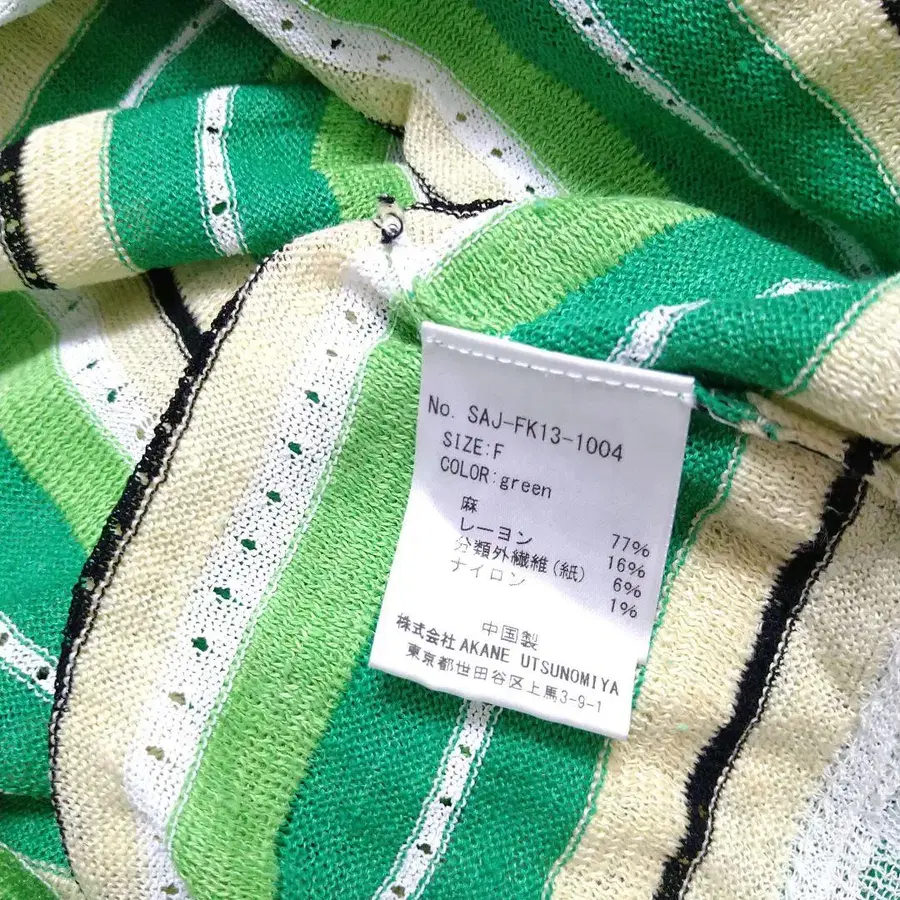 No. SAJ-FK13-1004
SIZE:F
COLOR:green
麻 77%
レーヨン 16%
分類外繊維(紙) 6%
ナイロン 1%
中国製
株式会社 AKANE UTSUNOMIYA
東京都世田谷区上馬3-9-1